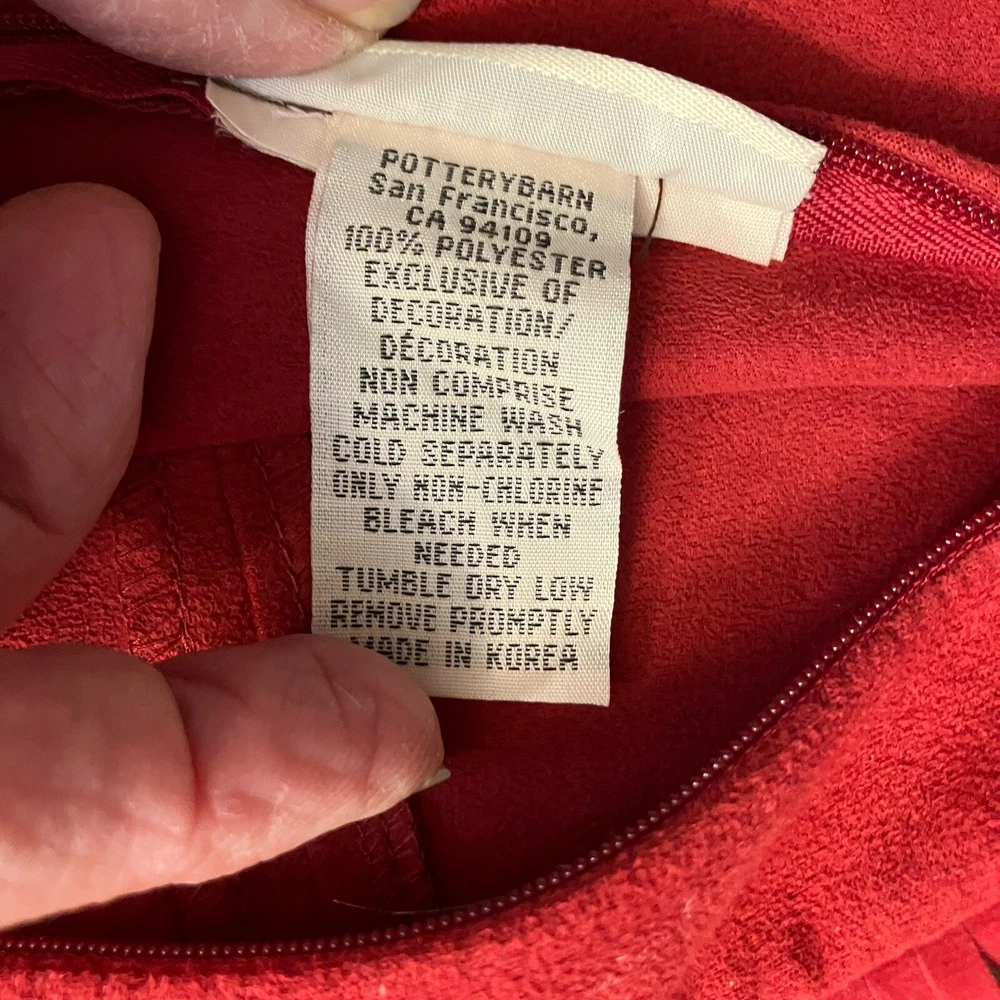 POTTERYBARN
San Francisco,
CA 94109
100% POLYESTER
EXCLUSIVE OF
DECORATION/
DÉCORATION
NON COMPRISE
MACHINE WASH
COLD SEPARATELY
ONLY NON-CHLORINE
BLEACH WHEN
NEEDED
TUMBLE DRY LOW
REMOVE PROMPTLY
MADE IN KOREA